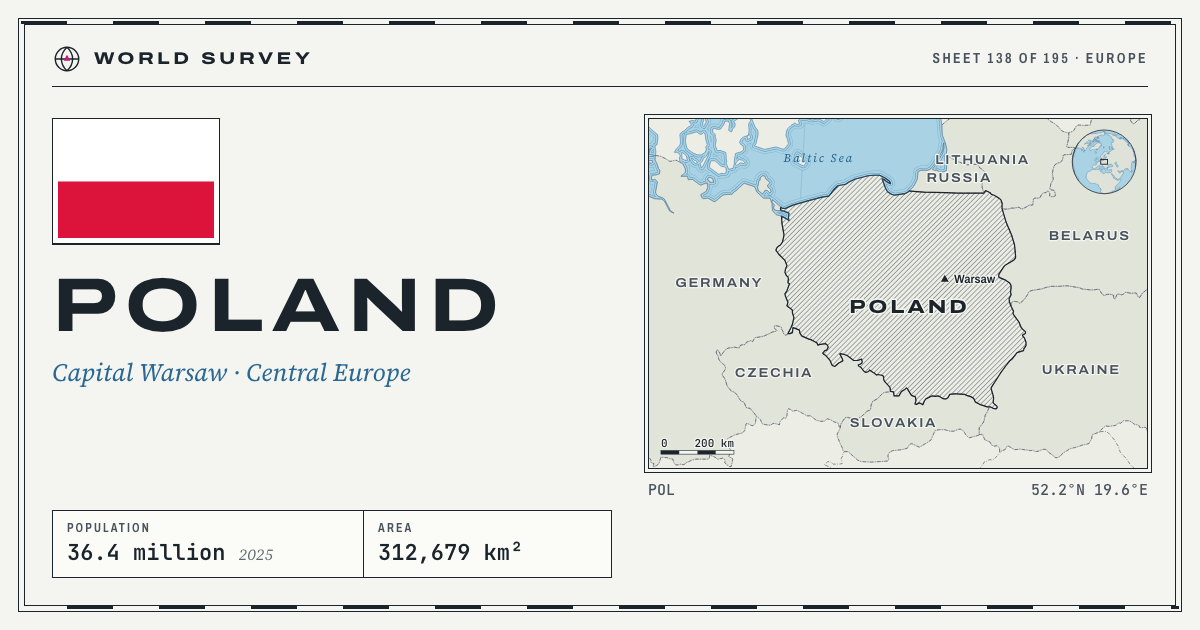 WORLD SURVEY
SHEET 138 OF 195 · EUROPE
POLAND
Capital Warsaw · Central Europe
POPULATION
36.4 million 2025
AREA
312,679 km²
Baltic Sea
LITHUANIA
RUSSIA
BELARUS
GERMANY
Warsaw
POLAND
CZECHIA
UKRAINE
SLOVAKIA
0 200 km
POL
52.2°N 19.6°E